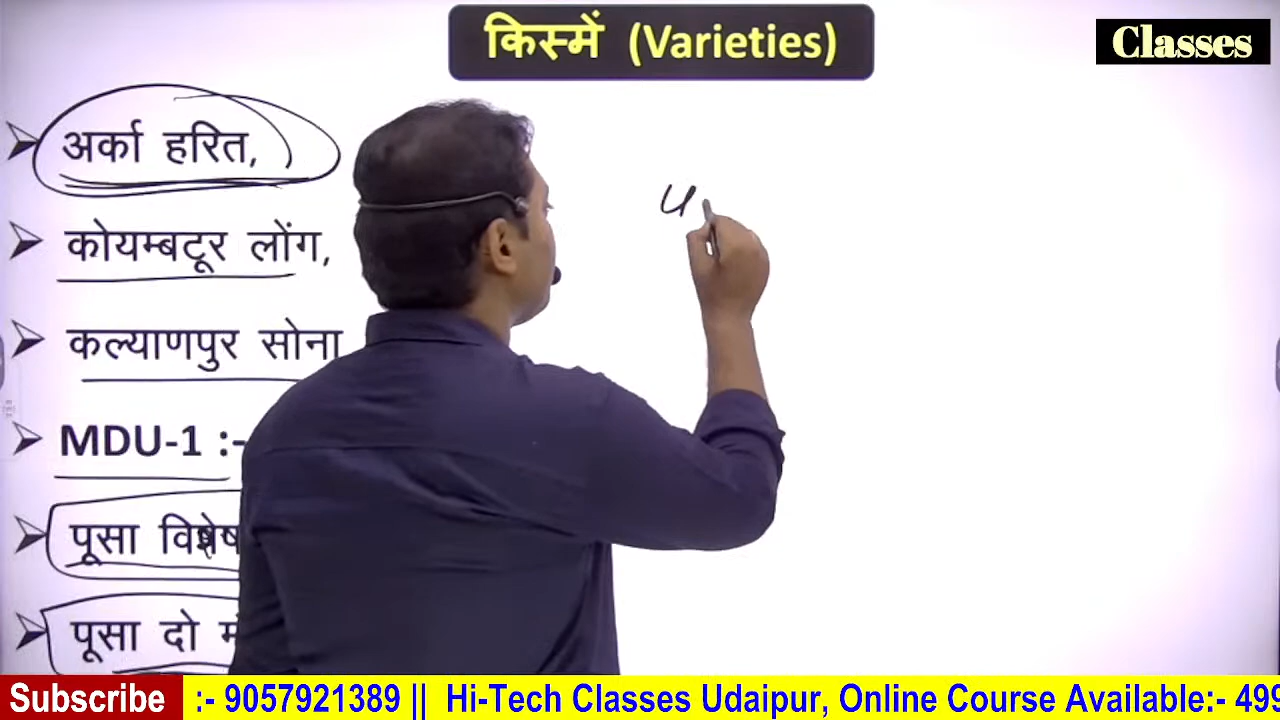 किस्में (Varieties)
Classes
अर्का हरित,
कोयम्बटूर लोंग,
कल्याणपुर सोना
MDU-1 :-
पूसा विशेष
पूसा दो
Subscribe :- 9057921389 || Hi-Tech Classes Udaipur, Online Course Available:- 499